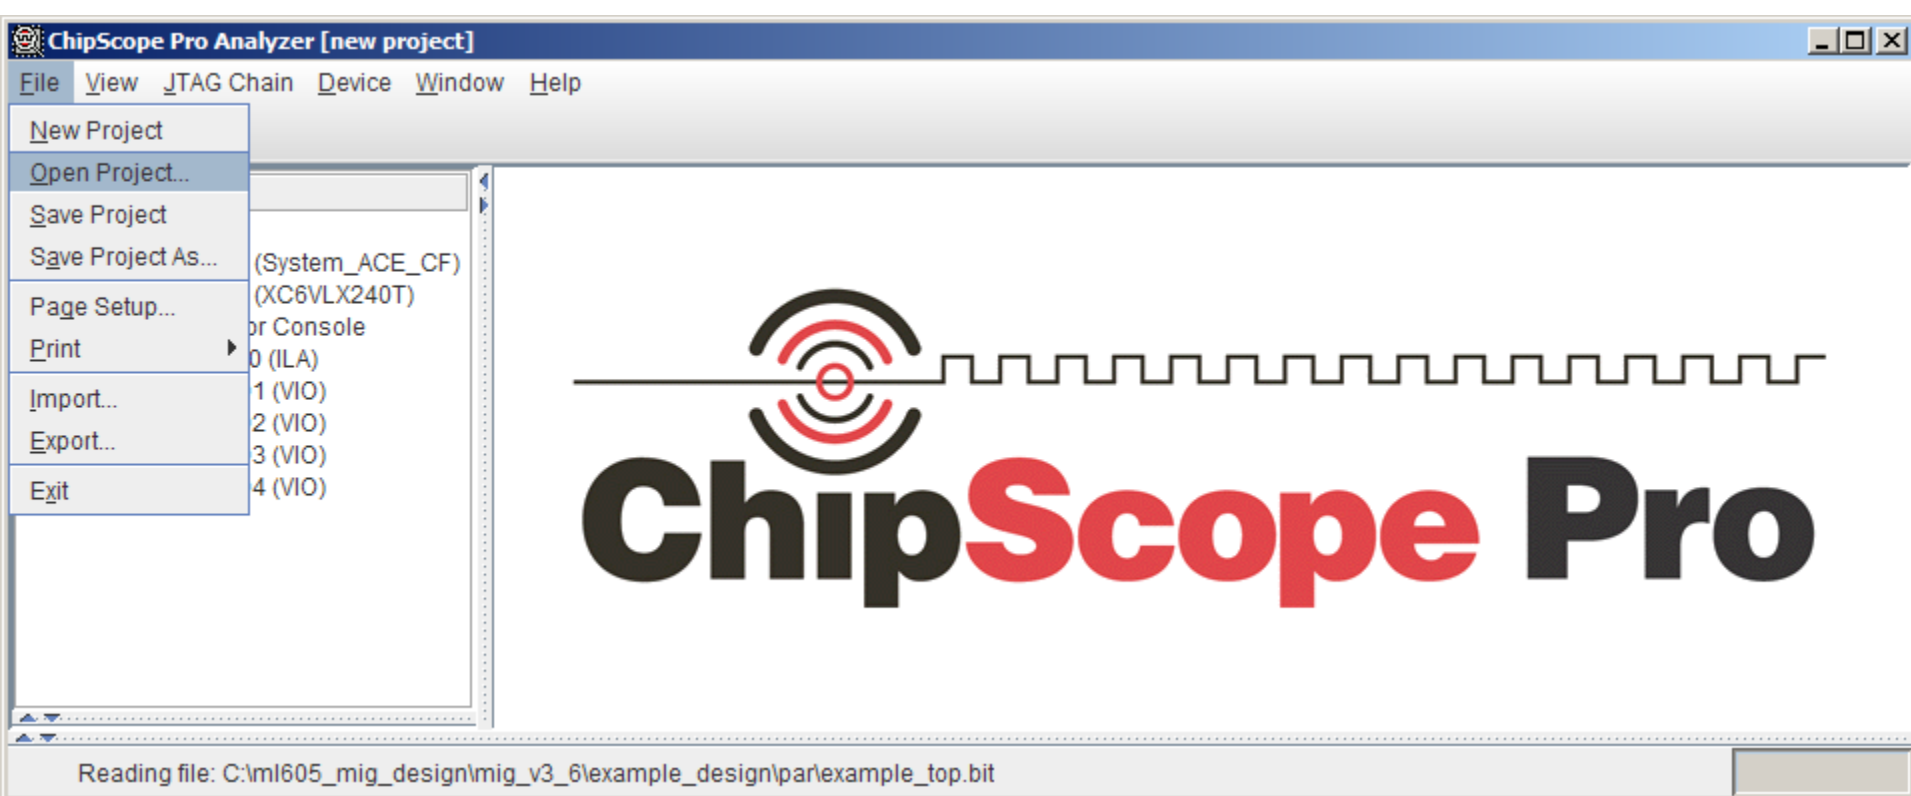 ChipScope Pro Analyzer [new project]
File View JTAG Chain Device Window Help
New Project
Open Project...
Save Project
Save Project As...
Page Setup...
Print
Import...
Export...
Exit
(System_ACE_CF)
(XC6VLX240T)
or Console
0 (ILA)
1 (VIO)
2 (VIO)
3 (VIO)
4 (VIO)
ChipScope Pro
Reading file: C:\ml605_mig_design\mig_v3_6\example_design\par\example_top.bit